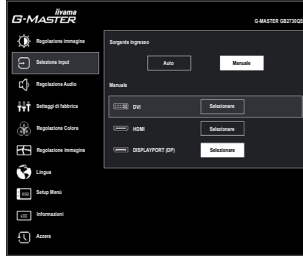 iiyama
G-MASTER
G-MASTER GB2730QS
Regolazione immagine
Seleziona input
Regolazione Audio
Settaggi di fabbrica
Regolazione Colore
Regolazione immagine
Lingua
Setup Menù
Informazioni
Azzera
Sorgente ingresso
Auto
Manuale
Manuale
DVI
Selezionare
HDMI
Selezionare
DISPLAYPORT (DP)
Selezionare